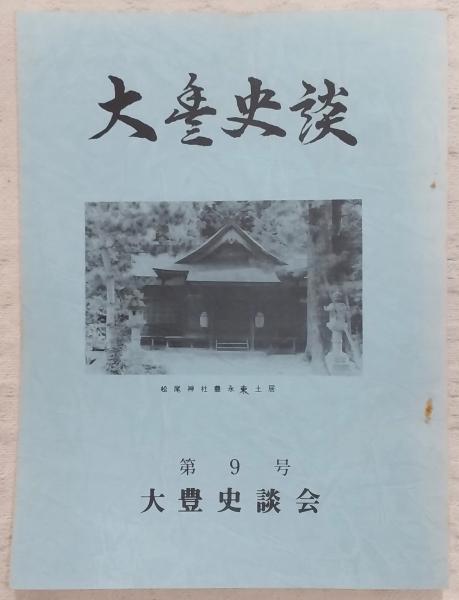 大豊史談
松尾神社豊永東土居
第9号
大豊史談会